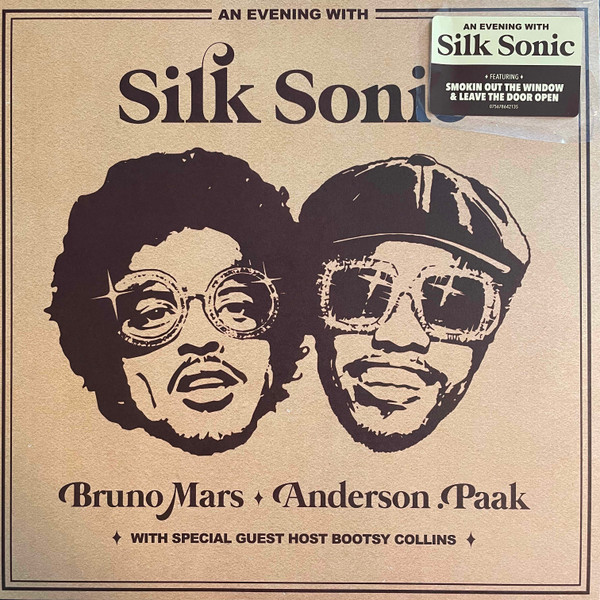 AN EVENING WITH
Silk Sonic
AN EVENING WITH
Silk Sonic
FEATURING
SMOKIN OUT THE WINDOW
& LEAVE THE DOOR OPEN
075678642135
Bruno Mars ✦ Anderson .Paak
✦ WITH SPECIAL GUEST HOST BOOTSY COLLINS ✦